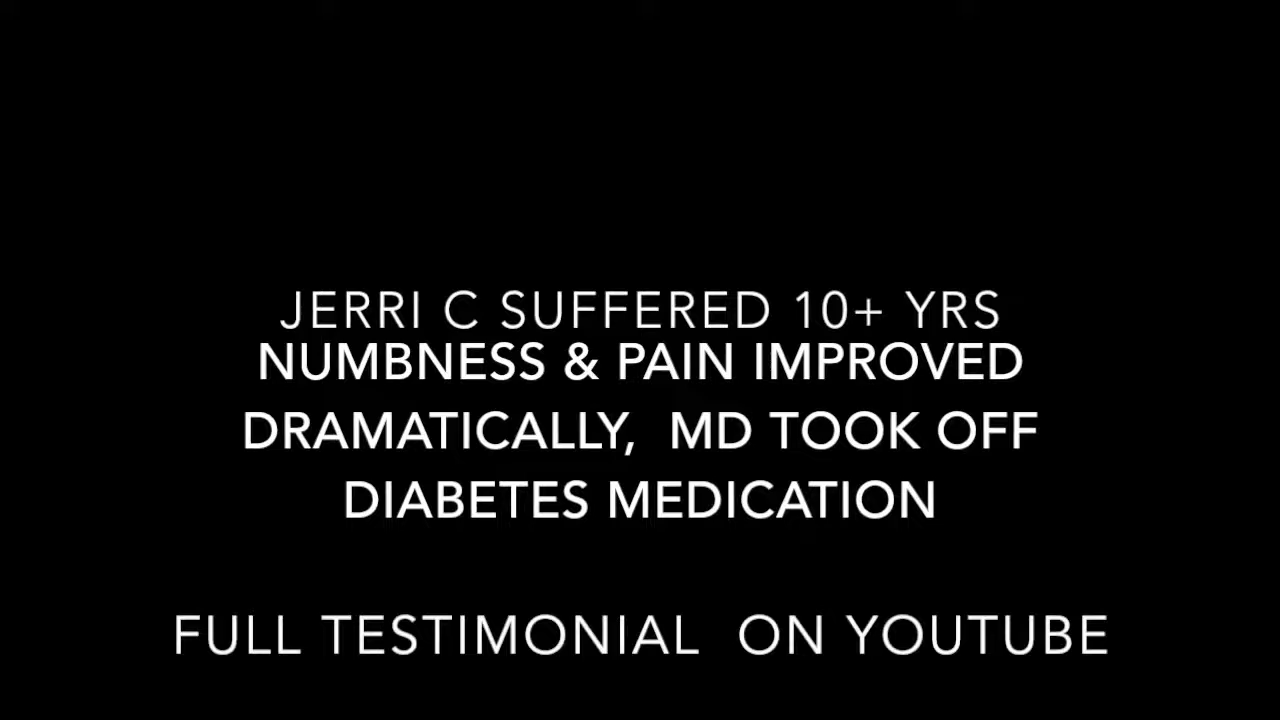 JERRI C SUFFERED 10+ YRS
NUMBNESS & PAIN IMPROVED
DRAMATICALLY, MD TOOK OFF
DIABETES MEDICATION
FULL TESTIMONIAL ON YOUTUBE